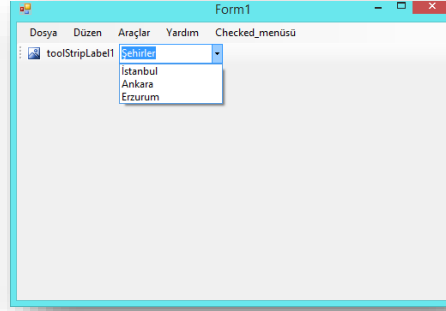 Form1
Dosya Düzen Araçlar Yardım Checked_menüsü
toolStripLabel1 Şehirler
İstanbul
Ankara
Erzurum